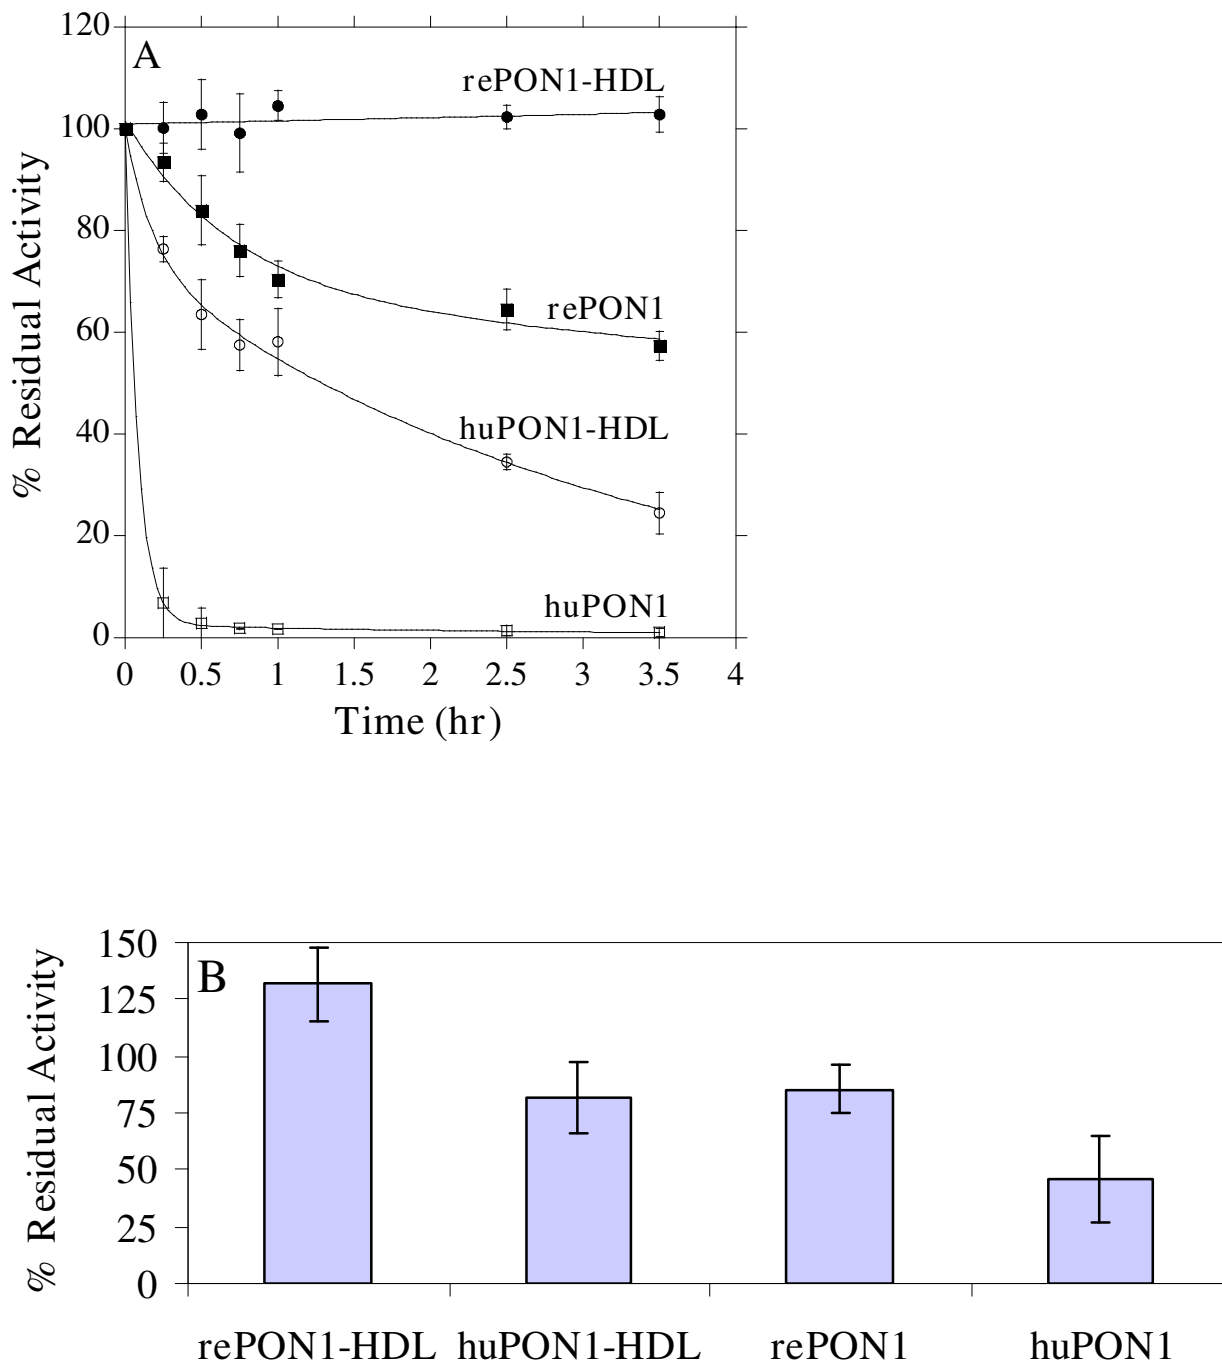 120
A
rePON1-HDL
100
80
rePON1
60
huPON1-HDL
40
20
huPON1
0
0 0.5 1 1.5 2 2.5 3 3.5 4
% Residual Activity
Time (hr)
150
B
125
100
75
50
25
0
% Residual Activity
rePON1-HDL huPON1-HDL rePON1 huPON1